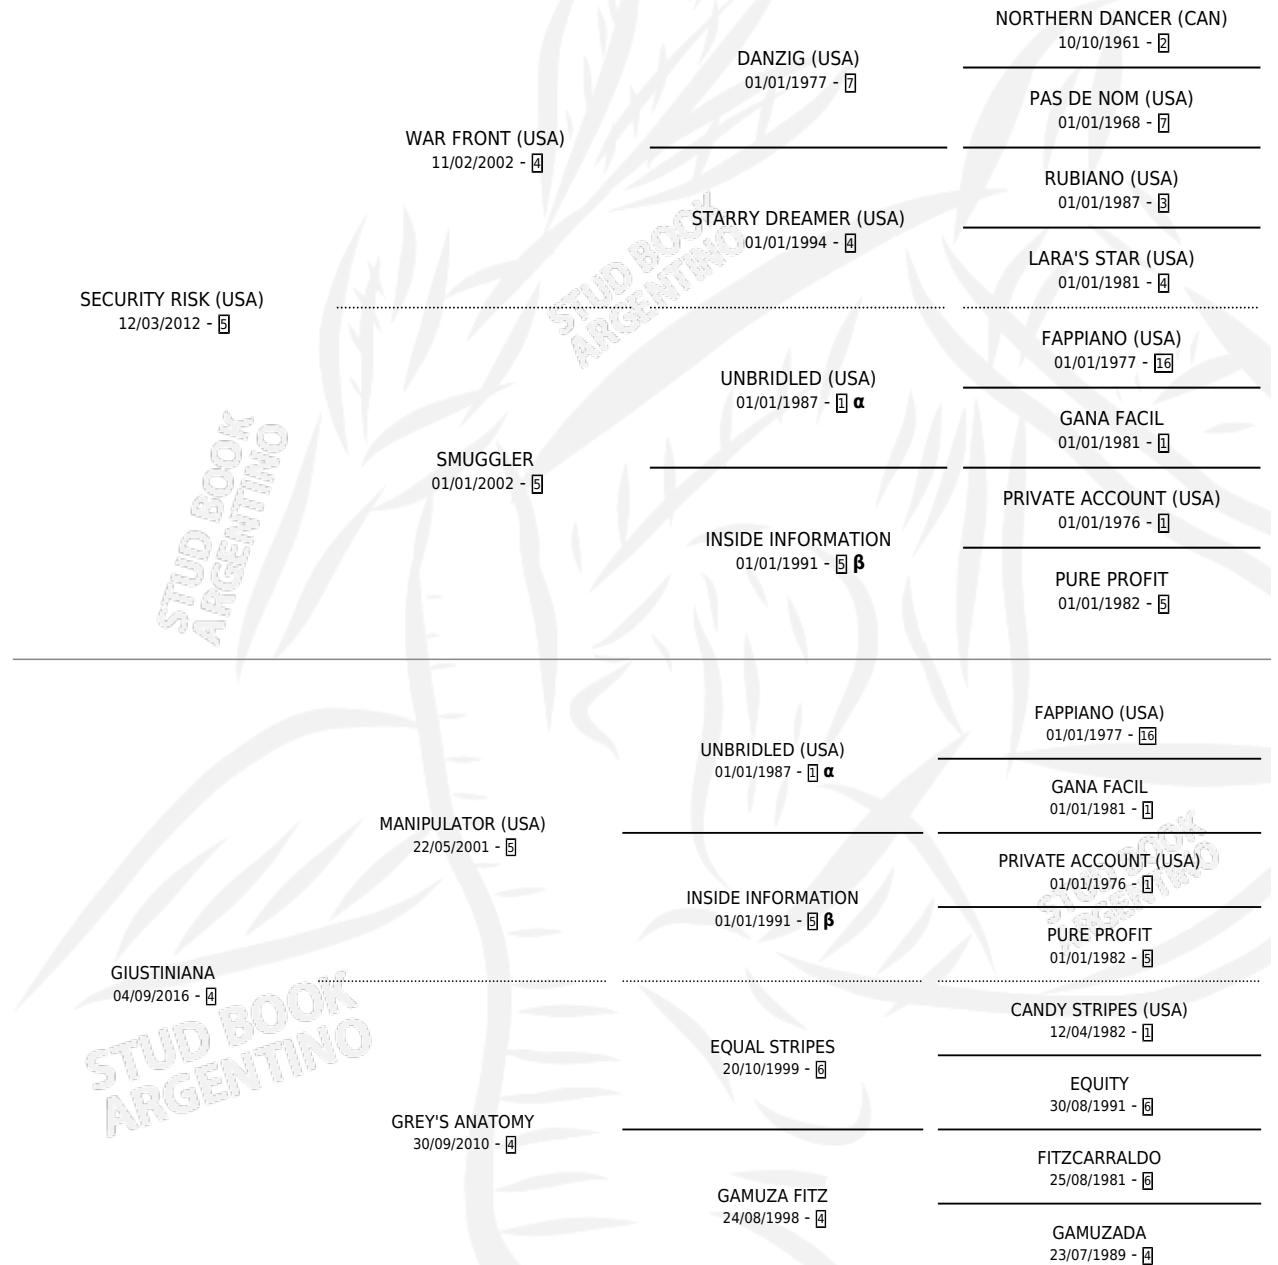 NORTHERN DANCER (CAN)
10/10/1961 - 2
DANZIG (USA)
01/01/1977 - 7
PAS DE NOM (USA)
01/01/1968 - 7
WAR FRONT (USA)
11/02/2002 - 4
RUBIANO (USA)
01/01/1987 - 3
STARRY DREAMER (USA)
01/01/1994 - 4
LARA'S STAR (USA)
01/01/1981 - 4
SECURITY RISK (USA)
12/03/2012 - 5
FAPPIANO (USA)
01/01/1977 - 16
UNBRIDLED (USA)
01/01/1987 - 1 α
GANA FACIL
01/01/1981 - 1
SMUGGLER
01/01/2002 - 5
PRIVATE ACCOUNT (USA)
01/01/1976 - 1
INSIDE INFORMATION
01/01/1991 - 5 β
PURE PROFIT
01/01/1982 - 5
FAPPIANO (USA)
01/01/1977 - 16
UNBRIDLED (USA)
01/01/1987 - 1 α
GANA FACIL
01/01/1981 - 1
MANIPULATOR (USA)
22/05/2001 - 5
PRIVATE ACCOUNT (USA)
01/01/1976 - 1
INSIDE INFORMATION
01/01/1991 - 5 β
PURE PROFIT
01/01/1982 - 5
GIUSTINIANA
04/09/2016 - 4
CANDY STRIPES (USA)
12/04/1982 - 1
EQUAL STRIPES
20/10/1999 - 6
EQUITY
30/08/1991 - 6
GREY'S ANATOMY
30/09/2010 - 4
FITZCARRALDO
25/08/1981 - 6
GAMUZA FITZ
24/08/1998 - 4
GAMUZADA
23/07/1989 - 4
STUD BOOK
ARGENTINO
STUD BOOK
ARGENTINO
STUD BOOK
ARGENTINO
STUD BOOK
ARGENTINO